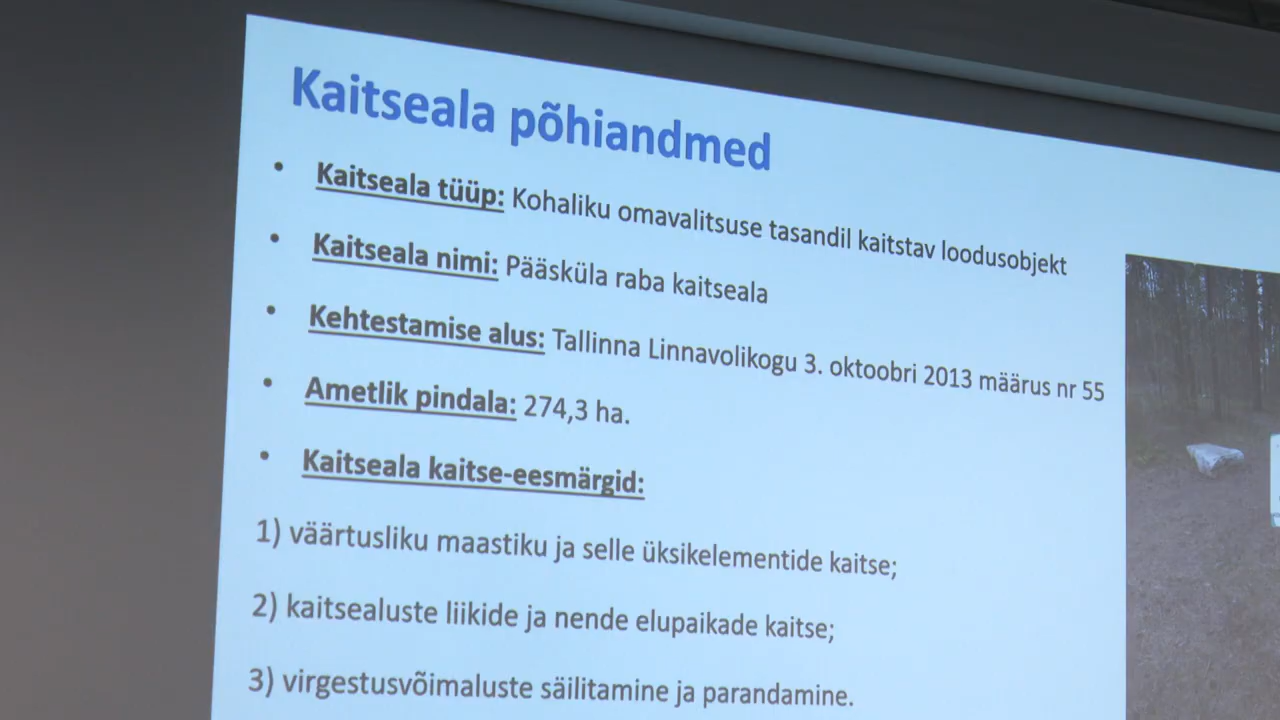 Kaitseala põhiandmed
• Kaitseala tüüp: Kohaliku omavalitsuse tasandil kaitstav loodusobjekt
• Kaitseala nimi: Pääsküla raba kaitseala
• Kehtestamise alus: Tallinna Linnavolikogu 3. oktoobri 2013 määrus nr 55
• Ametlik pindala: 274,3 ha.
• Kaitseala kaitse-eesmärgid:
1) väärtusliku maastiku ja selle üksikelementide kaitse;
2) kaitsealuste liikide ja nende elupaikade kaitse;
3) virgestusvõimaluste säilitamine ja parandamine.